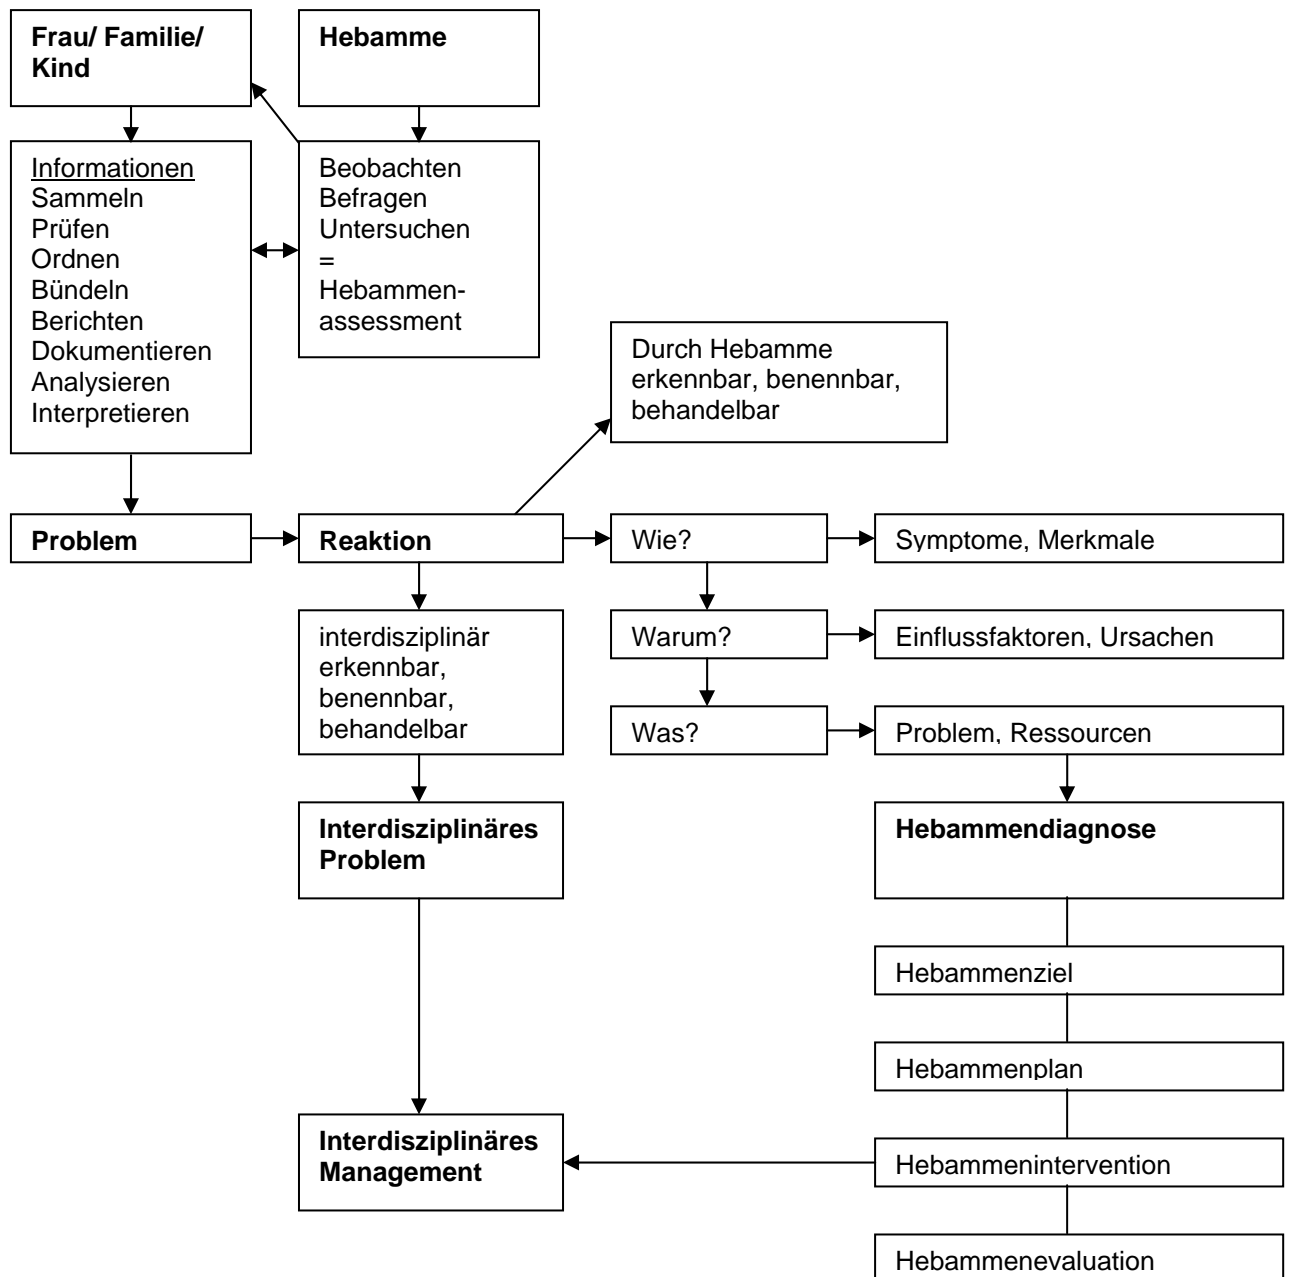 Frau/ Familie/
Kind
Hebamme
Informationen
Sammeln
Prüfen
Ordnen
Bündeln
Berichten
Dokumentieren
Analysieren
Interpretieren
Beobachten
Befragen
Untersuchen
=
Hebammen-
assessment
Durch Hebamme
erkennbar, benennbar,
behandelbar
Problem
Reaktion
Wie?
Symptome, Merkmale
interdisziplinär
erkennbar,
benennbar,
behandelbar
Warum?
Einflussfaktoren, Ursachen
Was?
Problem, Ressourcen
Interdisziplinäres
Problem
Hebammendiagnose
Hebammenziel
Hebammenplan
Interdisziplinäres
Management
Hebammenintervention
Hebammenevaluation